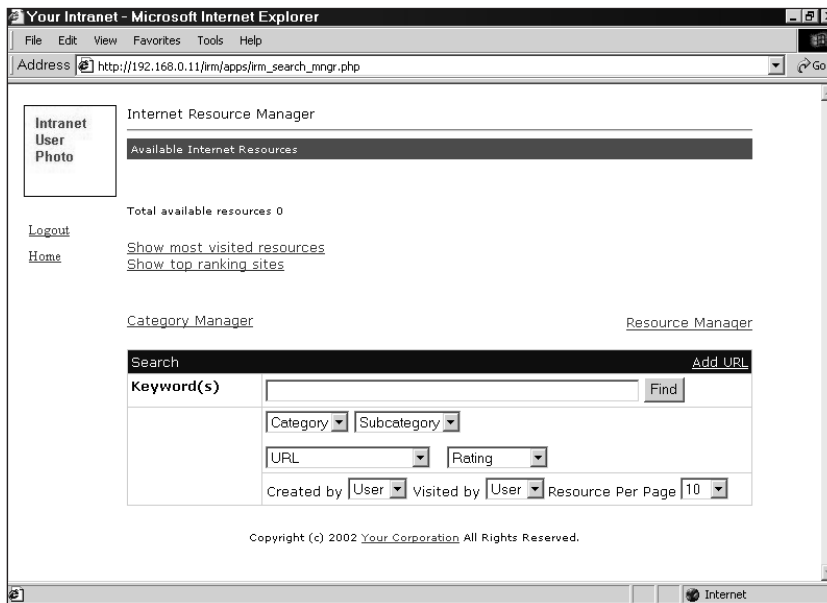 Your Intranet - Microsoft Internet Explorer
File Edit View Favorites Tools Help
Address http://192.168.0.11/irm/apps/irm_search_mngr.php Go
Intranet
User
Photo
Logout
Home
Internet Resource Manager
Available Internet Resources
Total available resources 0
Show most visited resources
Show top ranking sites
Category Manager Resource Manager
Search Add URL
Keyword(s) Find
Category Subcategory
URL Rating
Created by User Visited by User Resource Per Page 10
Copyright (c) 2002 Your Corporation All Rights Reserved.
Internet